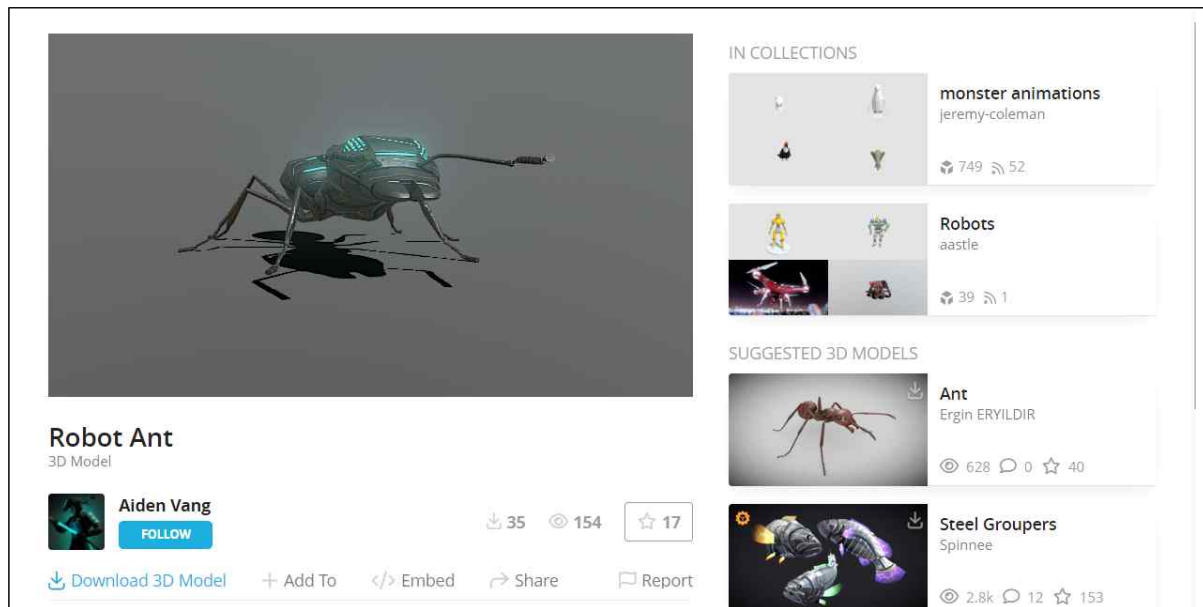 Robot Ant
3D Model
Aiden Vang
FOLLOW
35 154 17
Download 3D Model Add To </> Embed Share Report
IN COLLECTIONS
monster animations
jeremy-coleman
749 52
Robots
aastle
39 1
SUGGESTED 3D MODELS
Ant
Ergin ERYILDIR
628 0 40
Steel Groupers
Spinnee
2.8k 12 153